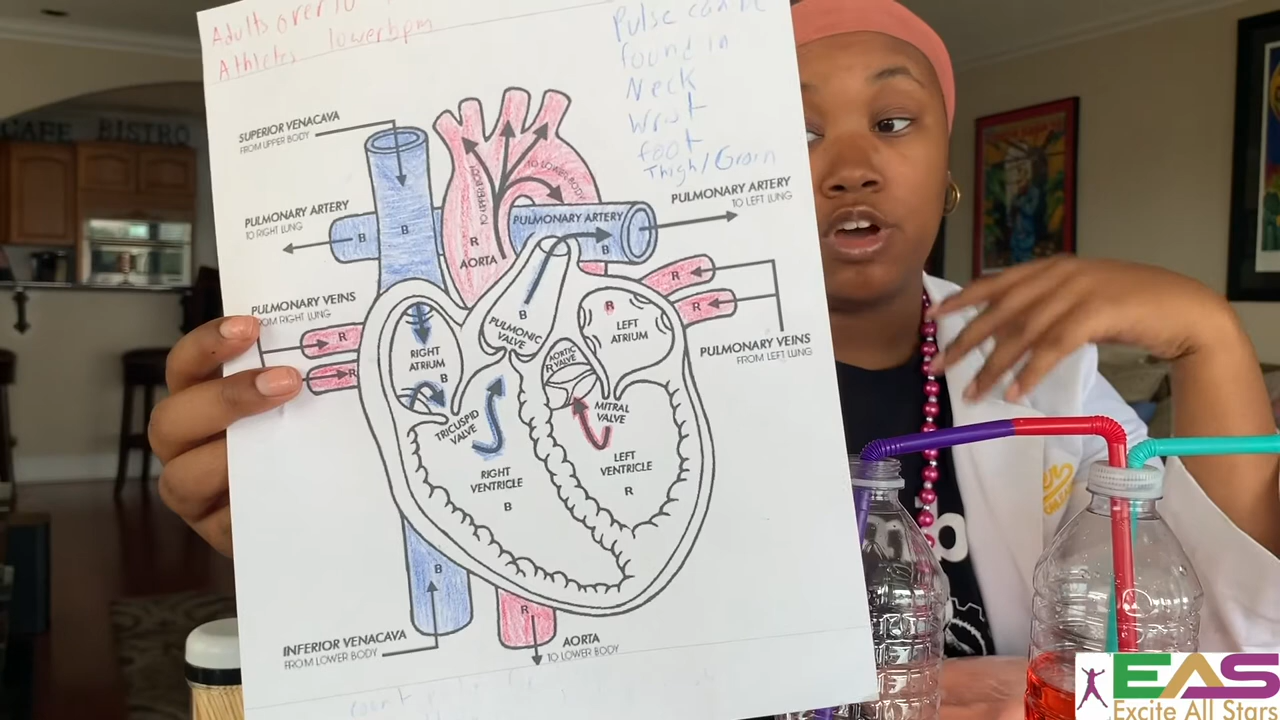 Adults over 10
Athletes lowerbpm
Pulse can be
found in
Neck
Wrist
foot
Thigh/Groin
CAFE BISTRO
SUPERIOR VENACAVA
FROM UPPER BODY
PULMONARY ARTERY
TO RIGHT LUNG
B
B
TO UPPER BODY
TO LOWER BODY
R
AORTA
PULMONARY ARTERY
B
PULMONARY ARTERY
TO LEFT LUNG
PULMONARY VEINS
FROM RIGHT LUNG
R
R
R
R
PULMONARY VEINS
FROM LEFT LUNG
RIGHT
ATRIUM
B
B
PULMONIC
VALVE
R
LEFT
ATRIUM
AORTIC
R
VALVE
TRICUSPID
VALVE
MITRAL
VALVE
RIGHT
VENTRICLE
B
LEFT
VENTRICLE
R
B
R
INFERIOR VENACAVA
FROM LOWER BODY
AORTA
TO LOWER BODY
EAS
Excite All Stars